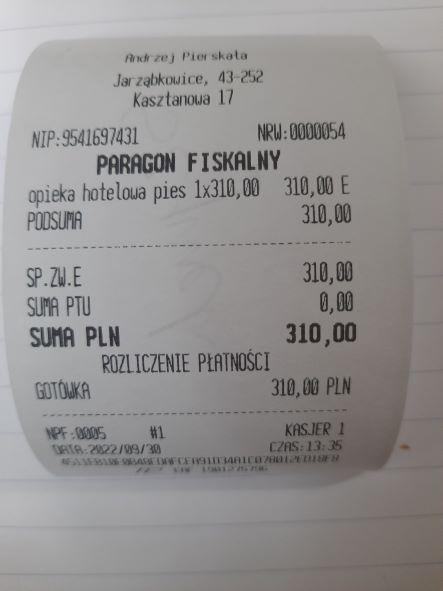 Andrzej Pierskała
Jarząbkowice, 43-252
Kasztanowa 17
NIP:9541697431 NRW:0000054
PARAGON FISKALNY
opieka hotelowa pies 1x310,00 310,00 E
PODSUMA 310,00
SP.ZW.E 310,00
SUMA PTU 0,00
SUMA PLN 310,00
ROZLICZENIE PŁATNOŚCI
GOTÓWKA 310,00 PLN
NPF:0005 #1 KASJER 1
DATA:2022/09/30 CZAS:13:35